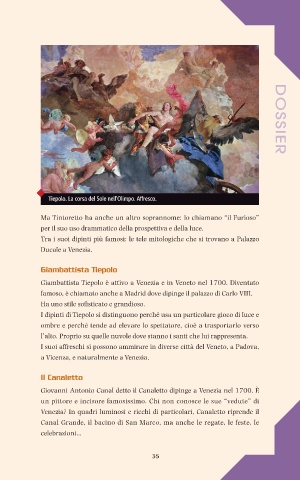 DOSSIER
Tiepolo. La corsa del Sole nell'Olimpo. Affresco.
Ma Tintoretto ha anche un altro soprannome: lo chiamano "il Furioso"
per il suo uso drammatico della prospettiva e della luce.
Tra i suoi dipinti più famosi: le tele mitologiche che si trovano a Palazzo
Ducale a Venezia.
Giambattista Tiepolo
Giambattista Tiepolo è attivo a Venezia e in Veneto nel 1700. Diventato
famoso, è chiamato anche a Madrid dove dipinge il palazzo di Carlo VIII.
Ha uno stile sofisticato e grandioso.
I dipinti di Tiepolo si distinguono perché usa un particolare gioco di luce e
ombre e perché tende ad elevare lo spettatore, cioè a trasportarlo verso
l'alto. Proprio su quelle nuvole dove stanno i santi che lui rappresenta.
I suoi affreschi si possono ammirare in diverse città del Veneto, a Padova,
a Vicenza, e naturalmente a Venezia.
Il Canaletto
Giovanni Antonio Canal detto il Canaletto dipinge a Venezia nel 1700. È
un pittore e incisore famosissimo. Chi non conosce le sue "vedute" di
Venezia? In quadri luminosi e ricchi di particolari, Canaletto riprende il
Canal Grande, il bacino di San Marco, ma anche le regate, le feste, le
celebrazioni...
35